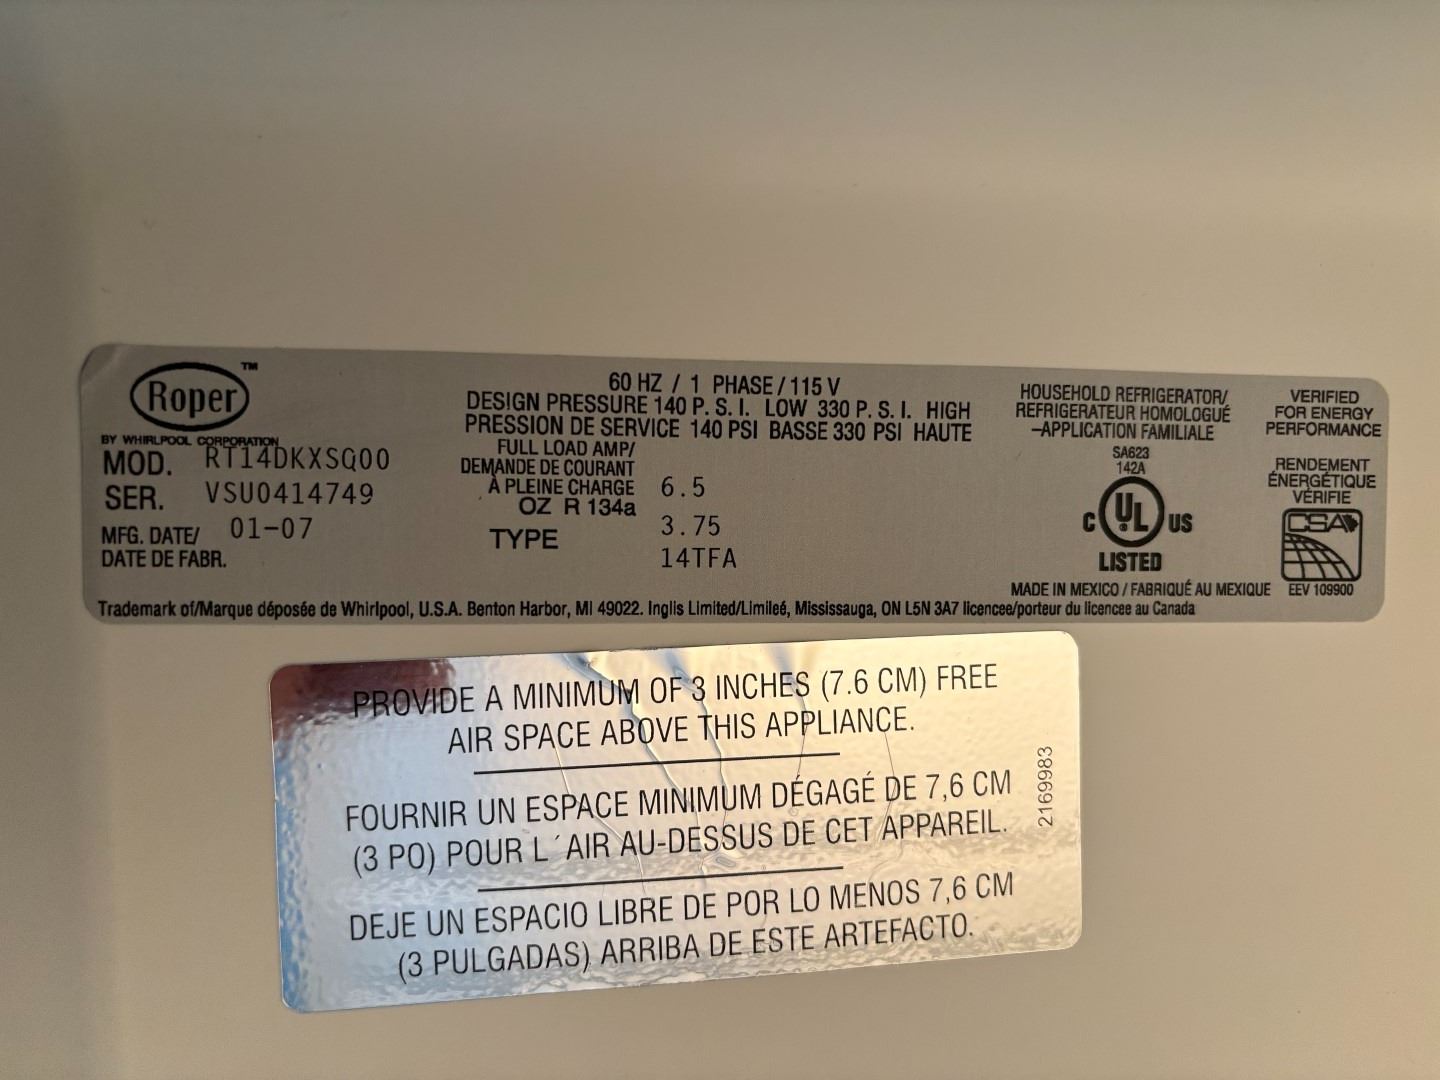 Roper™
BY WHIRLPOOL CORPORATION
MOD. RT14DKXSQ00
SER. VSU0414749
MFG. DATE/ 01-07
DATE DE FABR.
60 HZ / 1 PHASE / 115 V
DESIGN PRESSURE 140 P. S. I. LOW 330 P. S. I. HIGH
PRESSION DE SERVICE 140 PSI BASSE 330 PSI HAUTE
FULL LOAD AMP/
DEMANDE DE COURANT
À PLEINE CHARGE 6.5
OZ R 134a 3.75
TYPE 14TFA
HOUSEHOLD REFRIGERATOR/
REFRIGERATEUR HOMOLOGUÉ
-APPLICATION FAMILIALE
SA623
142A
C UL ® US
LISTED
MADE IN MEXICO / FABRIQUÉ AU MEXIQUE
VERIFIED
FOR ENERGY
PERFORMANCE
RENDEMENT
ÉNERGÉTIQUE
VÉRIFIE
CSA
EEV 109900
Trademark of/Marque déposée de Whirlpool, U.S.A. Benton Harbor, MI 49022. Inglis Limited/Limileé, Mississauga, ON L5N 3A7 licencee/porteur du licencee au Canada
PROVIDE A MINIMUM OF 3 INCHES (7.6 CM) FREE
AIR SPACE ABOVE THIS APPLIANCE.
FOURNIR UN ESPACE MINIMUM DÉGAGÉ DE 7,6 CM
(3 PO) POUR L´AIR AU-DESSUS DE CET APPAREIL.
DEJE UN ESPACIO LIBRE DE POR LO MENOS 7,6 CM
(3 PULGADAS) ARRIBA DE ESTE ARTEFACTO.
2169983